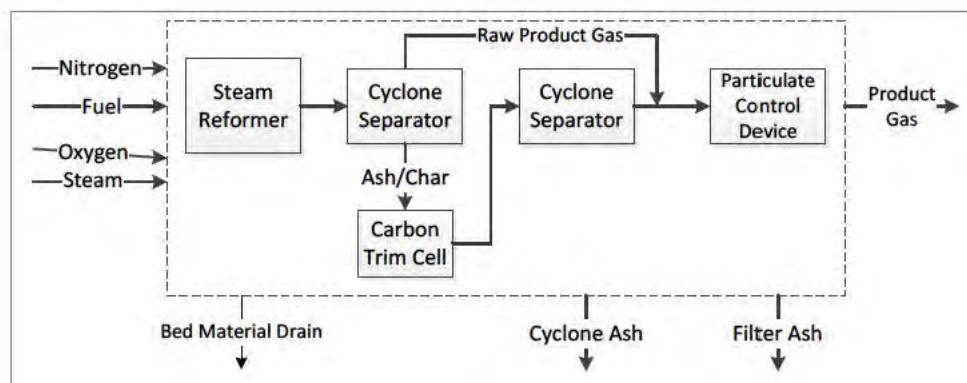 Raw Product Gas
Nitrogen
Fuel
Oxygen
Steam
Steam
Reformer
Cyclone
Separator
Cyclone
Separator
Particulate
Control
Device
Product
Gas
Ash/Char
Carbon
Trim Cell
Bed Material Drain
Cyclone Ash
Filter Ash